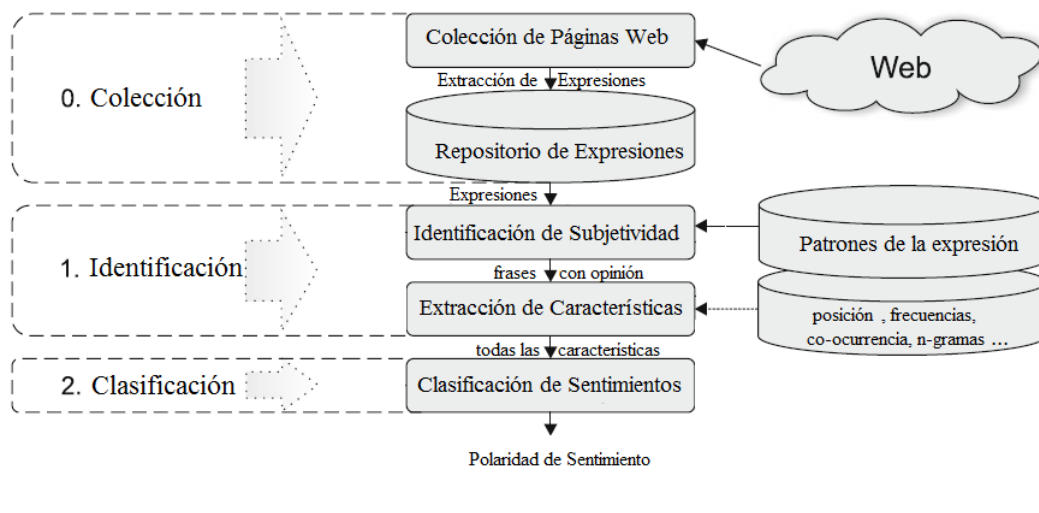 Colección de Páginas Web
Web
Extracción de Expresiones
0. Colección
Repositorio de Expresiones
Expresiones
Identificación de Subjetividad
Patrones de la expresión
1. Identificación
frases con opinión
Extracción de Características
posición , frecuencias,
co-ocurrencia, n-gramas ...
todas las características
2. Clasificación
Clasificación de Sentimientos
Polaridad de Sentimiento